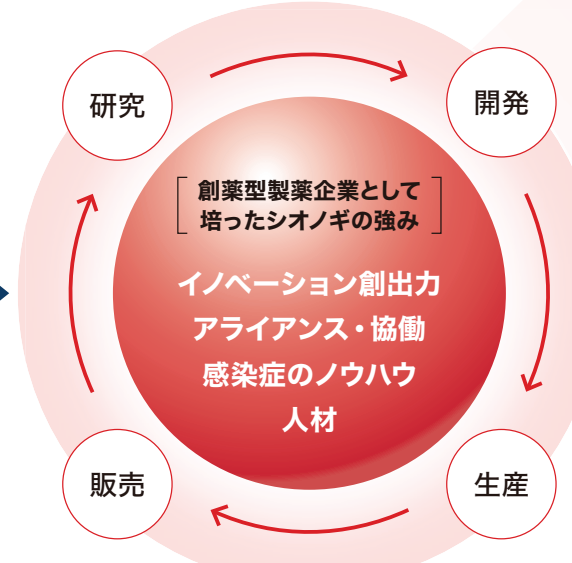 研究
開発
創薬型製薬企業として
培ったシオノギの強み
イノベーション創出力
アライアンス・協働
感染症のノウハウ
人材
販売
生産